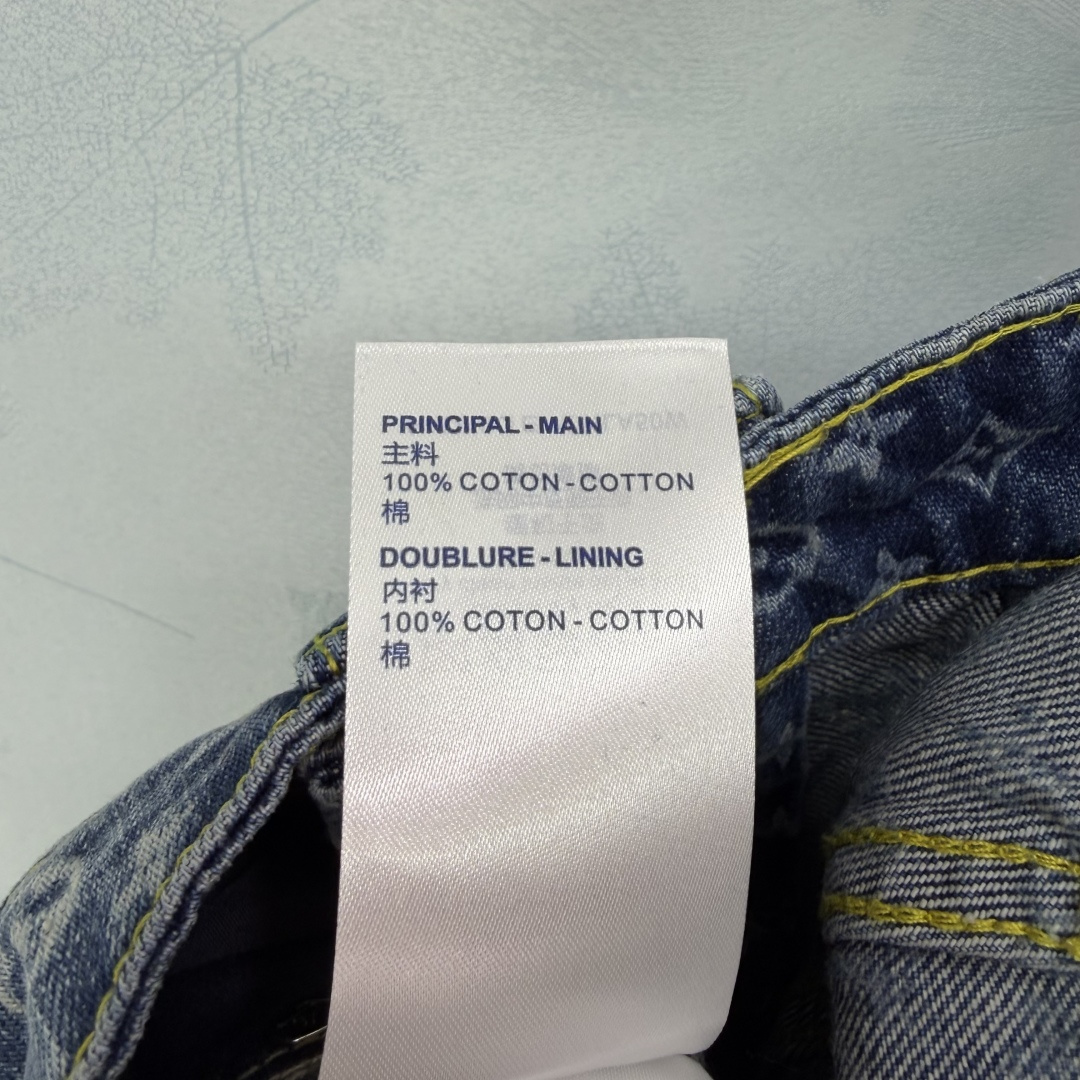 PRINCIPAL - MAIN
主料
100% COTON - COTTON
棉
DOUBLURE - LINING
内衬
100% COTON - COTTON
棉